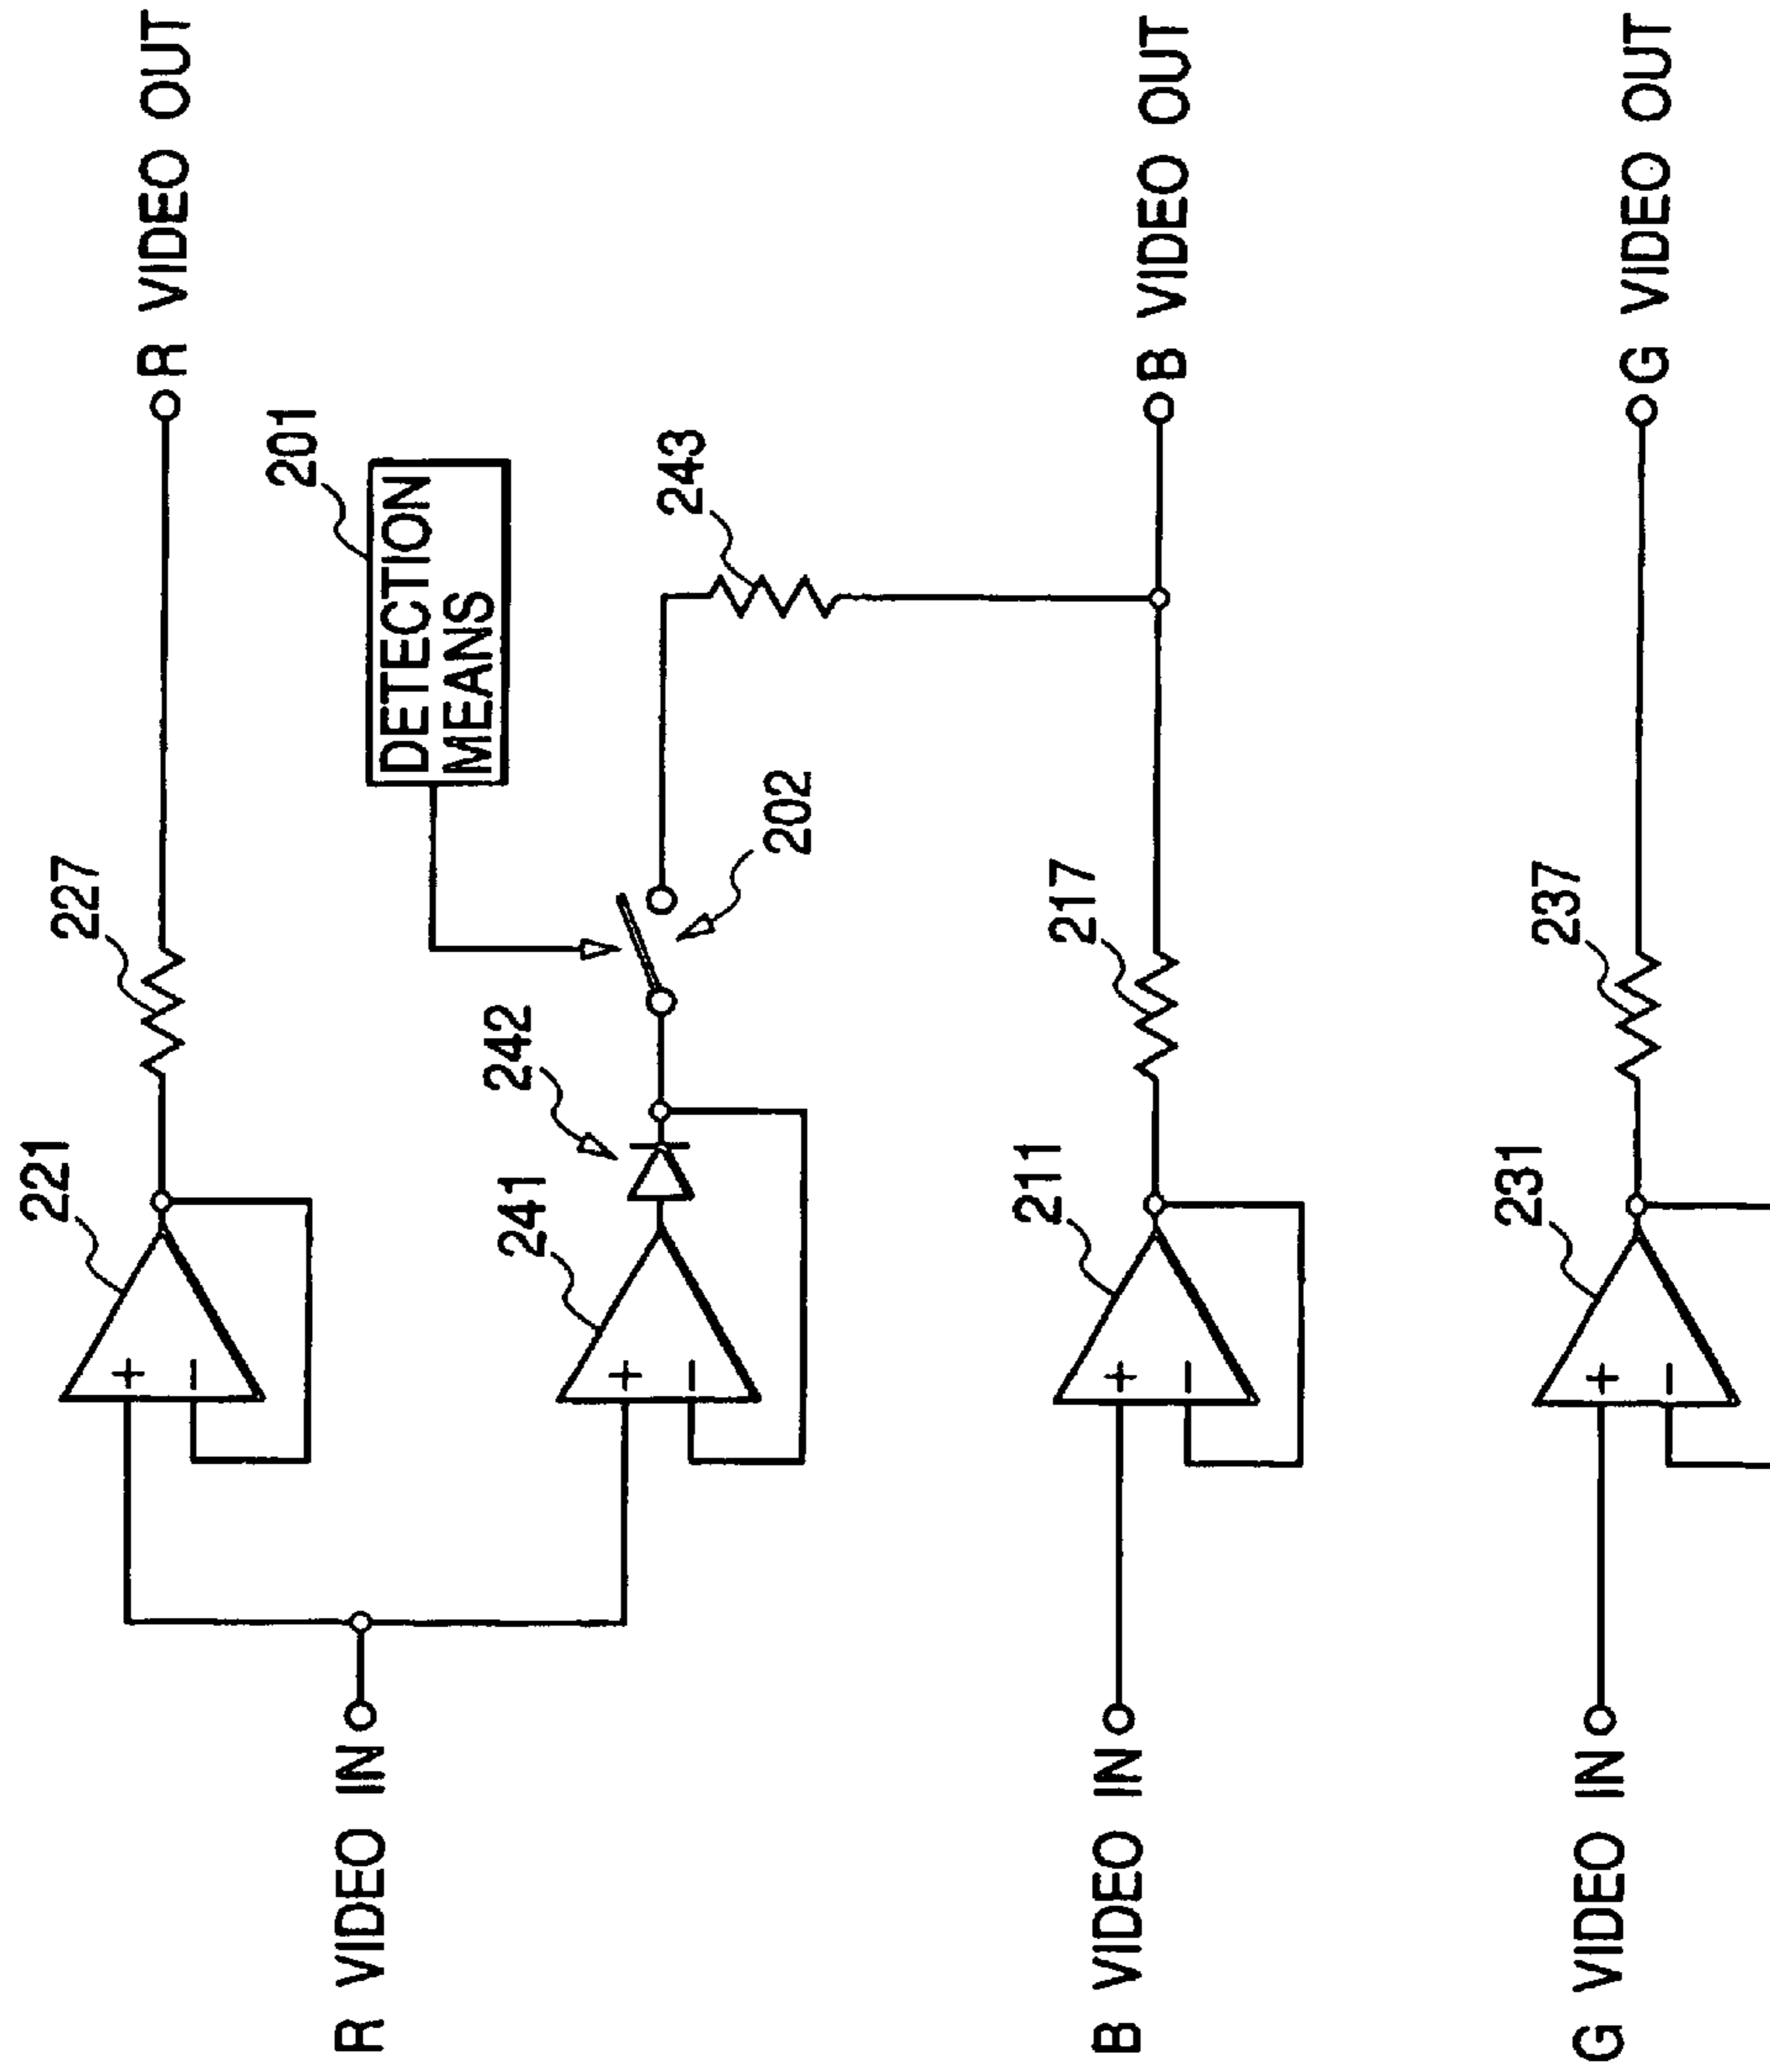 R VIDEO IN
221
227
R VIDEO OUT
+
−
241
242
+
−
201
DETECTION
MEANS
202
243
B VIDEO IN
211
217
B VIDEO OUT
+
−
G VIDEO IN
231
237
G VIDEO OUT
+
−